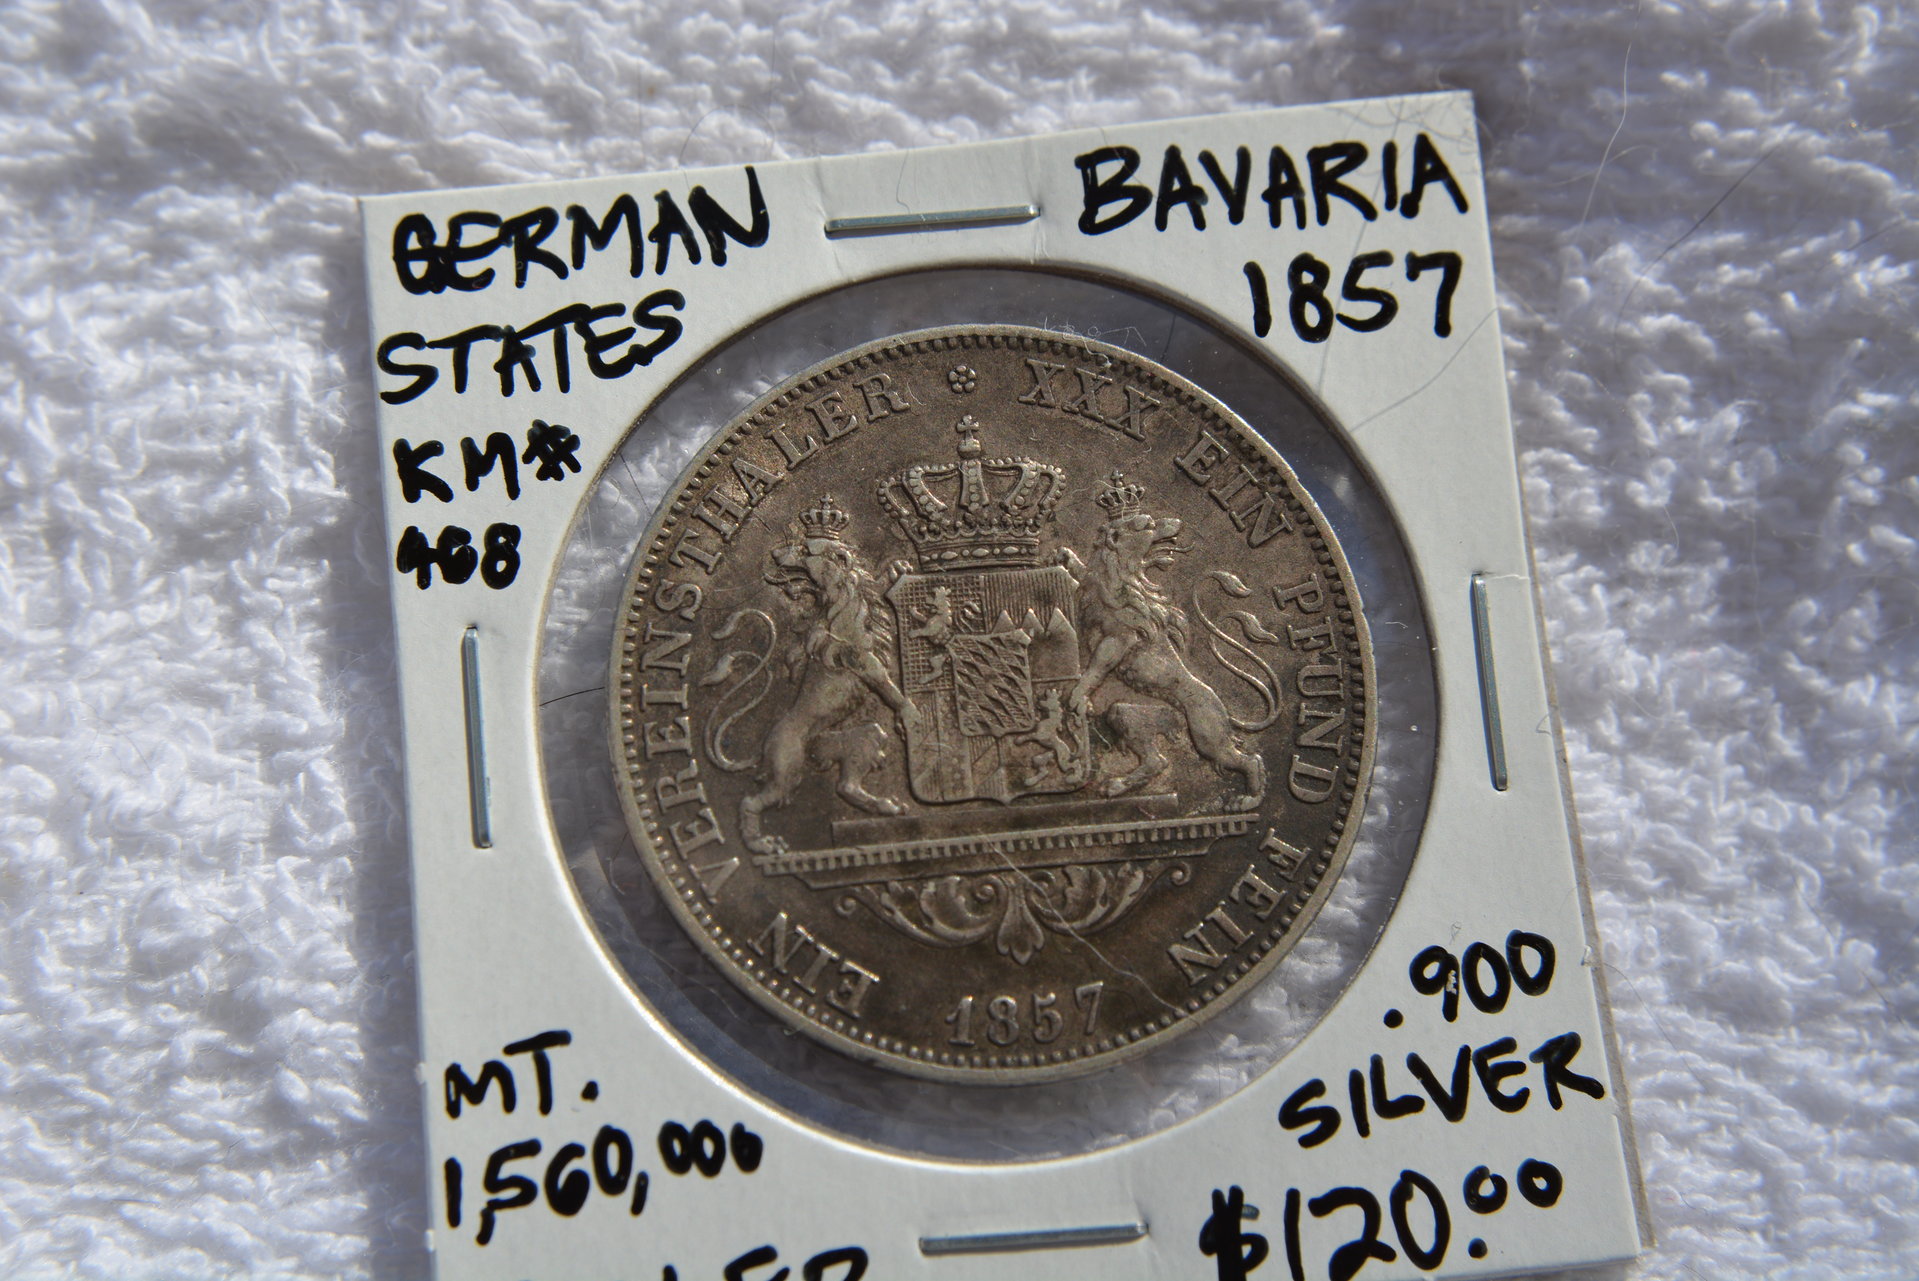 GERMAN
STATES
KM#
468
BAVARIA
1857
EIN VEREINSTHALER ❀ XXX EIN PFUND FEIN
1857
MT.
1,560,000
.900
SILVER
$120.00